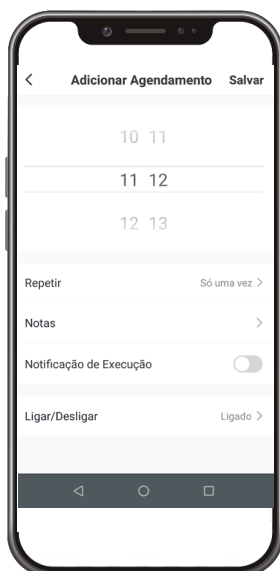 Adicionar Agendamento Salvar
10 11
11 12
12 13
Repetir Só uma vez >
Notas >
Notificação de Execução
Ligar/Desligar Ligado >